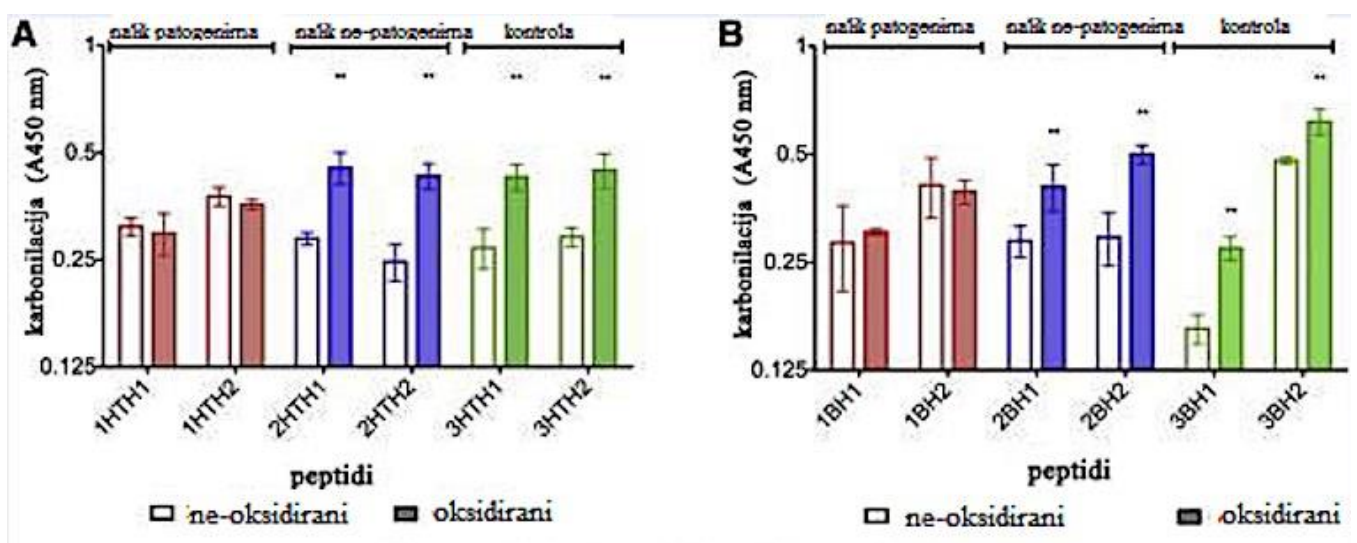 A
nalik patogenima nalik ne-patogenima kontrola
karbonilacija (A450 nm)
1
0.5
0.25
0.125
1HTH1 1HTH2 2HTH1 2HTH2 3HTH1 3HTH2
** ** ** **
peptidi
ne-oksidirani oksidirani
B
nalik patogenima nalik ne-patogenima kontrola
karbonilacija (A450 nm)
1
0.5
0.25
0.125
1BH1 1BH2 2BH1 2BH2 3BH1 3BH2
** ** ** **
peptidi
ne-oksidirani oksidirani